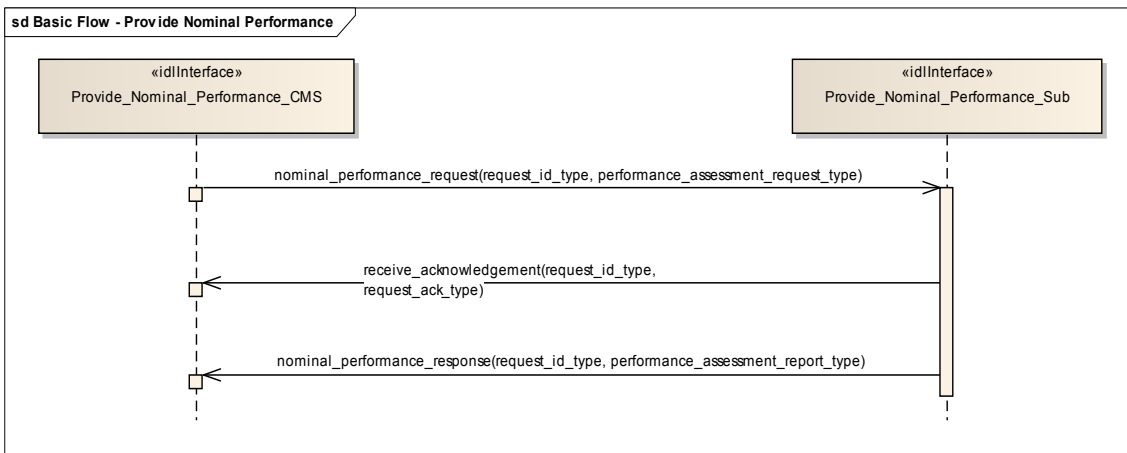 sd Basic Flow - Provide Nominal Performance
«idlInterface»
Provide_Nominal_Performance_CMS
«idlInterface»
Provide_Nominal_Performance_Sub
nominal_performance_request(request_id_type, performance_assessment_request_type)
receive_acknowledgement(request_id_type,
request_ack_type)
nominal_performance_response(request_id_type, performance_assessment_report_type)